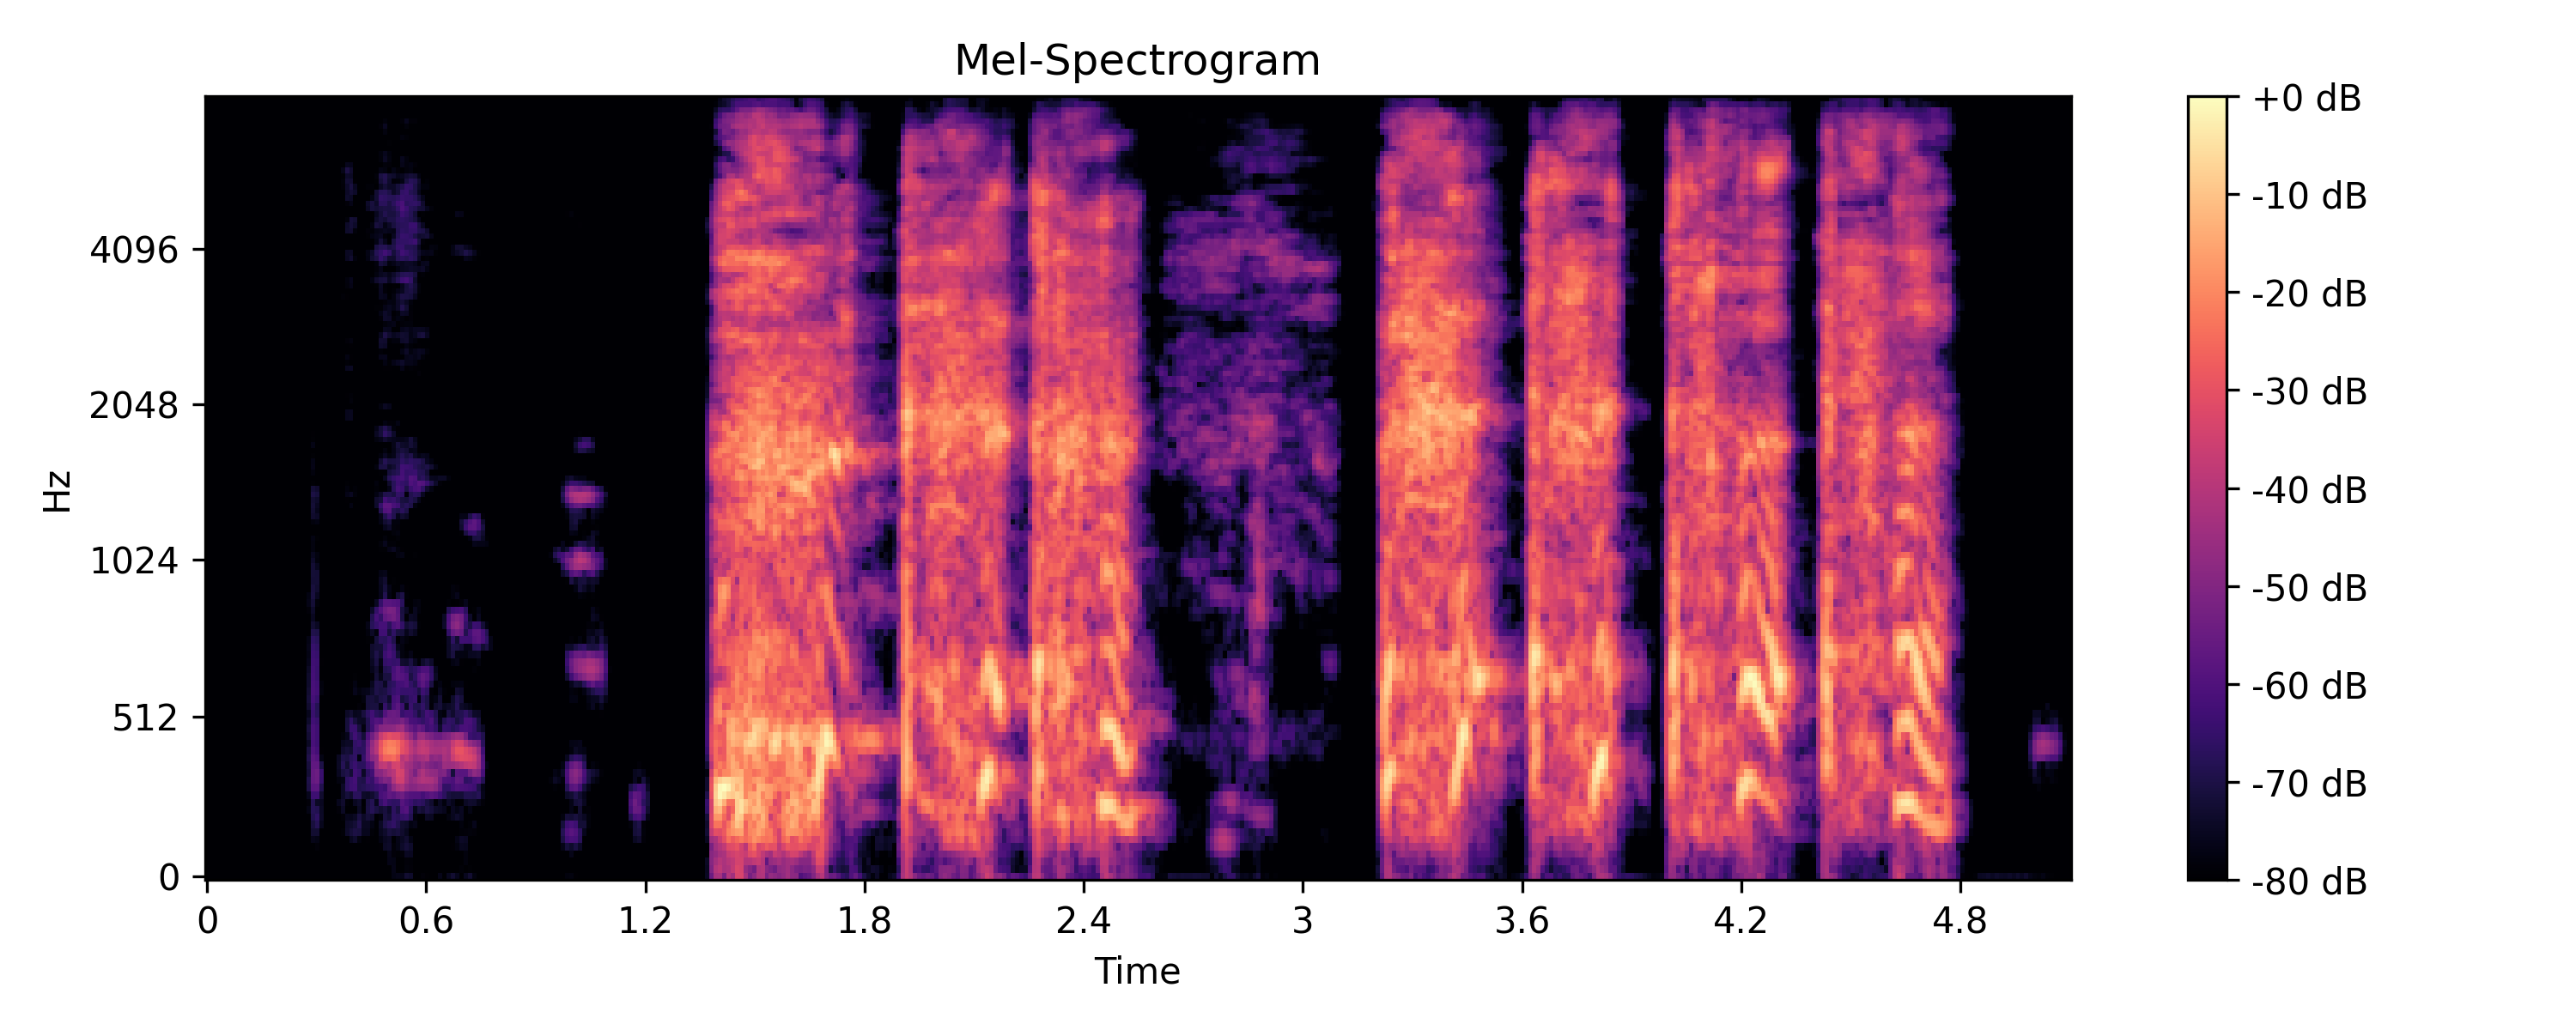 Mel-Spectrogram
+0 dB
-10 dB
-20 dB
-30 dB
-40 dB
-50 dB
-60 dB
-70 dB
-80 dB
Hz
4096
2048
1024
512
0
0 0.6 1.2 1.8 2.4 3 3.6 4.2 4.8
Time